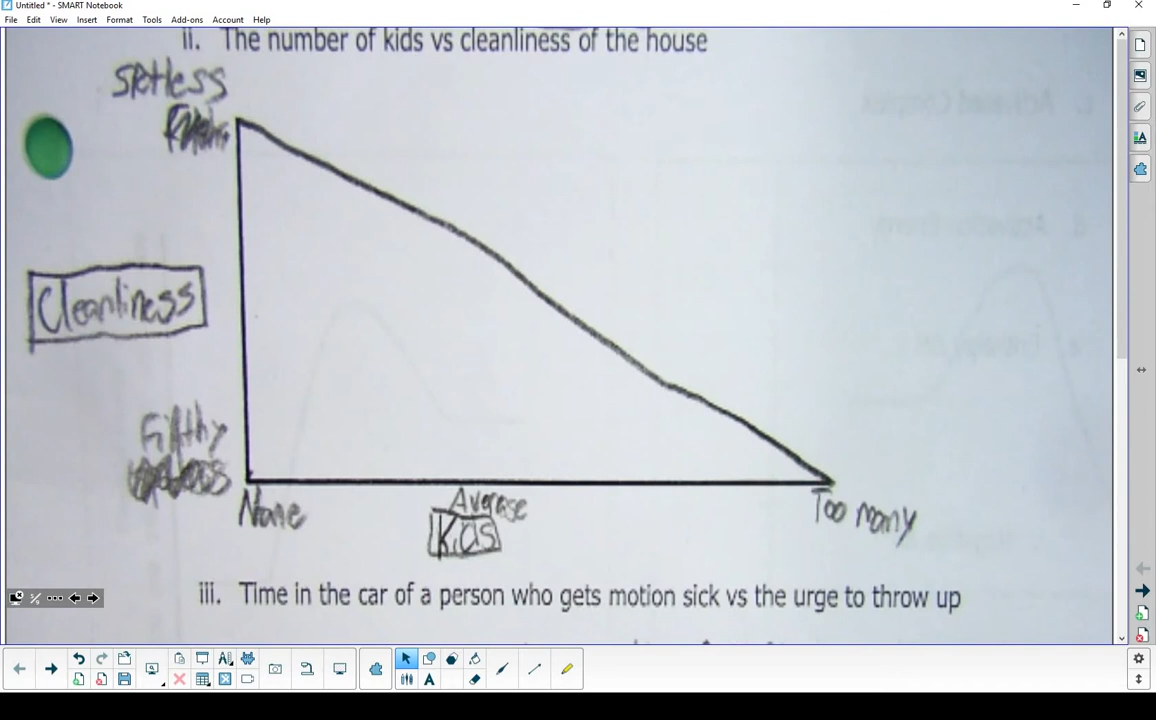 Untitled * - SMART Notebook
File Edit View Insert Format Tools Add-ons Account Help
ii. The number of kids vs cleanliness of the house
Cleanliness
Filthy
None
Average
Kids
Too many
iii. Time in the car of a person who gets motion sick vs the urge to throw up